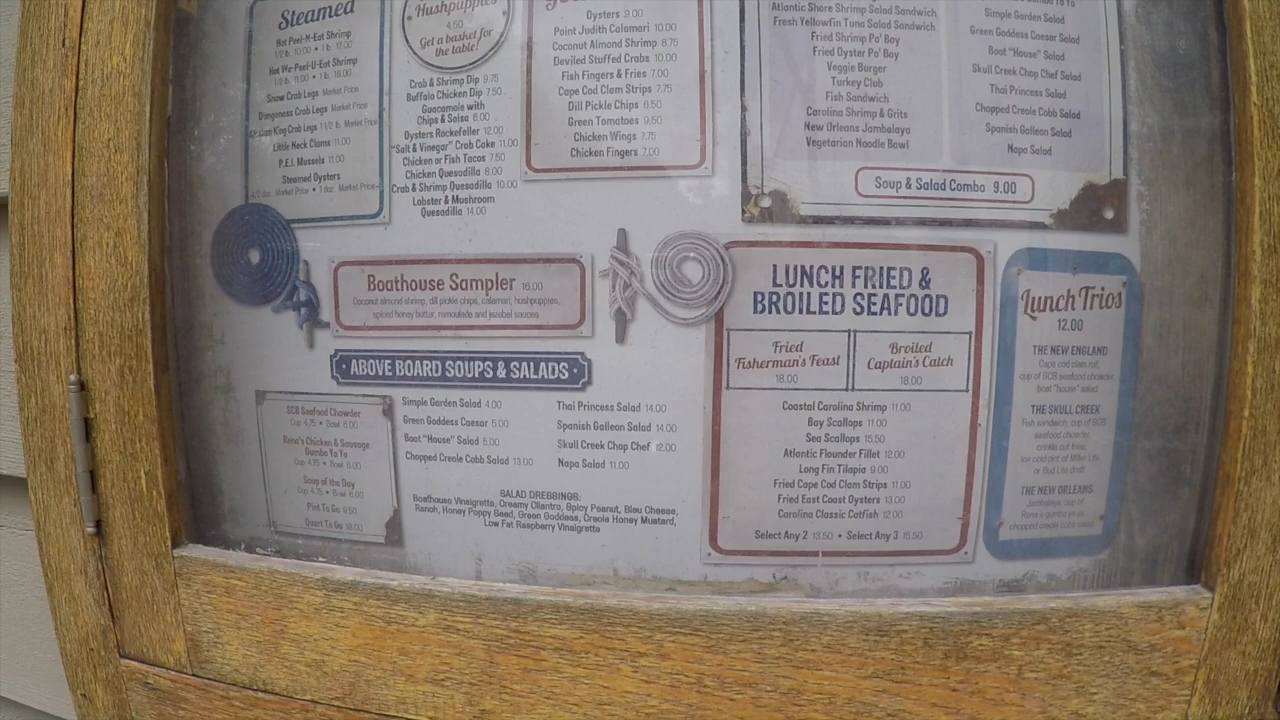 Steamed
Hot Peel-N-Eat Shrimp
1/2 lb. 10.00 • 1 lb. 17.00
Hot We-Peel-U-Eat Shrimp
1/2 lb. 11.00 • 1 lb. 18.00
Snow Crab Legs Market Price
Dungeness Crab Legs Market Price
King Crab Legs 1 1/2 lb. Market Price
Little Neck Clams 11.00
P.E.I. Mussels 11.00
Steamed Oysters
1/2 doz. Market Price • 1 doz. Market Price
Hushpuppies
4.50
Get a basket for
the table!
Crab & Shrimp Dip 9.75
Buffalo Chicken Dip 7.50
Guacamole with
Chips & Salsa 8.00
Oysters Rockefeller 12.00
"Salt & Vinegar" Crab Cake 11.00
Chicken or Fish Tacos 7.50
Chicken Quesadilla 8.00
Crab & Shrimp Quesadilla 10.00
Lobster & Mushroom
Quesadilla 14.00
Oysters 9.00
Point Judith Calamari 10.00
Coconut Almond Shrimp 8.75
Deviled Stuffed Crabs 10.00
Fish Fingers & Fries 7.00
Cape Cod Clam Strips 7.75
Dill Pickle Chips 6.50
Green Tomatoes 9.50
Chicken Wings 7.75
Chicken Fingers 7.00
Atlantic Shore Shrimp Salad Sandwich
Fresh Yellowfin Tuna Salad Sandwich
Fried Shrimp Po' Boy
Fried Oyster Po' Boy
Veggie Burger
Turkey Club
Fish Sandwich
Carolina Shrimp & Grits
New Orleans Jambalaya
Vegetarian Noodle Bowl
Simple Garden Salad
Green Goddess Caesar Salad
Boat "House" Salad
Skull Creek Chop Chef Salad
Thai Princess Salad
Chopped Creole Cobb Salad
Spanish Galleon Salad
Napa Salad
Soup & Salad Combo 9.00
Boathouse Sampler 16.00
Coconut almond shrimp, dill pickle chips, calamari, hushpuppies,
spiced honey butter, remoulade and jezebel sauces
ABOVE BOARD SOUPS & SALADS
SCB Seafood Chowder
Cup 4.75 • Bowl 6.00
Rena's Chicken & Sausage
Gumbo Ya Ya
Cup 4.75 • Bowl 6.00
Soup of the Day
Cup 4.75 • Bowl 6.00
Pint To Go 9.50
Quart To Go 18.00
Simple Garden Salad 4.00
Green Goddess Caesar 5.00
Boat "House" Salad 5.00
Chopped Creole Cobb Salad 13.00
Thai Princess Salad 14.00
Spanish Galleon Salad 14.00
Skull Creek Chop Chef 12.00
Napa Salad 11.00
SALAD DRESSINGS:
Boathouse Vinaigrette, Creamy Cilantro, Spicy Peanut, Bleu Cheese,
Ranch, Honey Poppy Seed, Green Goddess, Creole Honey Mustard,
Low Fat Raspberry Vinaigrette
LUNCH FRIED &
BROILED SEAFOOD
Fried
Fisherman's Feast
18.00
Broiled
Captain's Catch
18.00
Coastal Carolina Shrimp 11.00
Bay Scallops 11.00
Sea Scallops 15.50
Atlantic Flounder Fillet 12.00
Long Fin Tilapia 9.00
Fried Cape Cod Clam Strips 11.00
Fried East Coast Oysters 13.00
Carolina Classic Catfish 12.00
Select Any 2 13.50 • Select Any 3 15.50
Lunch Trios
12.00
THE NEW ENGLAND
Cape cod clam roll,
cup of SCB seafood chowder,
boat "house" salad
THE SKULL CREEK
Fish sandwich, cup of SCB
seafood chowder,
crinkle cut fries,
ice cold pint of Miller Lite
or Bud Lite draft
THE NEW ORLEANS
Jambalaya, cup of
Rena's gumbo ya ya,
chopped creole cobb salad